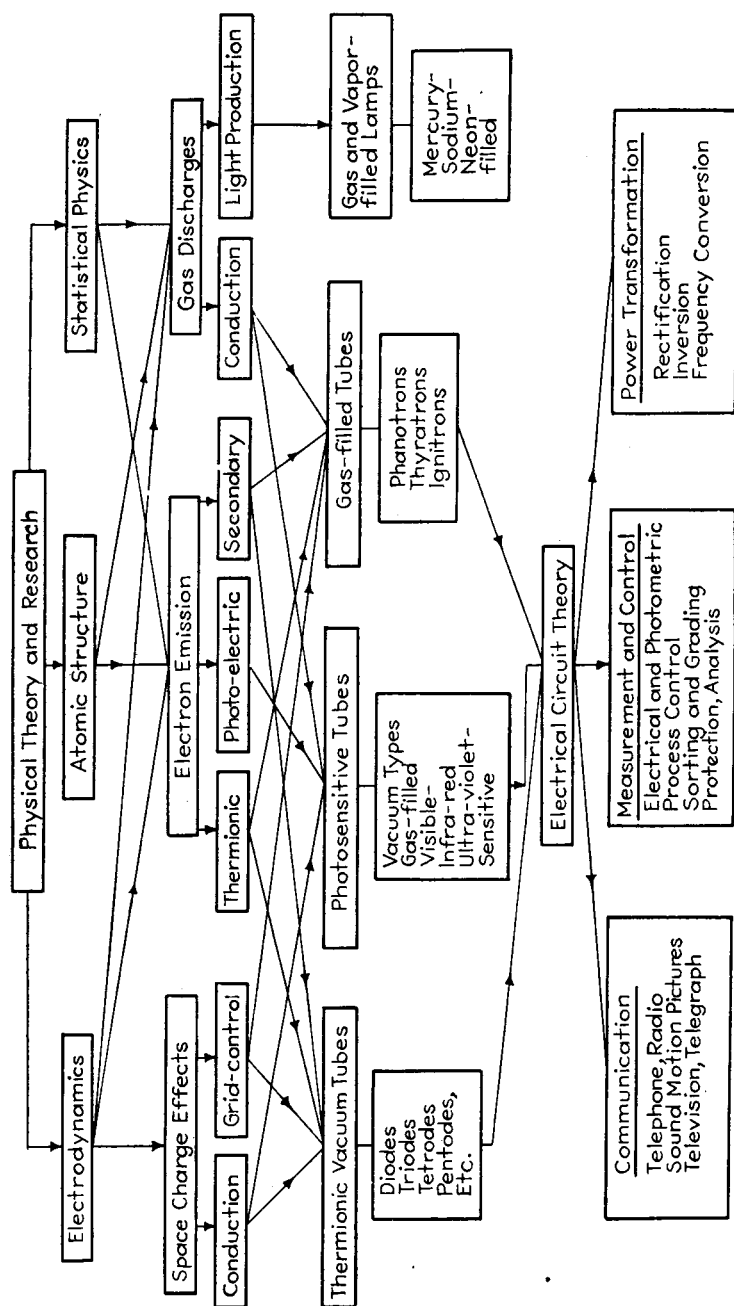 Physical Theory and Research
Electrodynamics
Atomic Structure
Statistical Physics
Space Charge Effects
Electron Emission
Gas Discharges
Conduction
Grid-control
Thermionic
Photo-electric
Secondary
Conduction
Light Production
Thermionic Vacuum Tubes
Photosensitive Tubes
Gas-filled Tubes
Gas and Vapor-
filled Lamps
Diodes
Triodes
Tetrodes
Pentodes,
Etc.
Vacuum Types
Gas-filled
Visible-
Infra-red
Ultra-violet-
Sensitive
Phanotrons
Thyratrons
Ignitrons
Mercury-
Sodium-
Neon-
filled
Electrical Circuit Theory
Communication
Telephone, Radio
Sound Motion Pictures
Television, Telegraph
Measurement and Control
Electrical and Photometric
Process Control
Sorting and Grading
Protection, Analysis
Power Transformation
Rectification
Inversion
Frequency Conversion